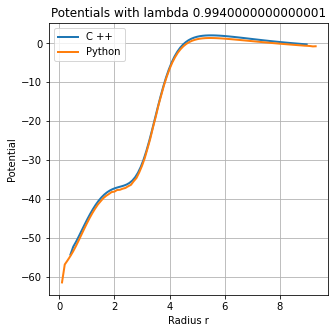 Potentials with lambda 0.9940000000000001
C ++
Python
Potential
0
−10
−20
−30
−40
−50
−60
0 2 4 6 8
Radius r